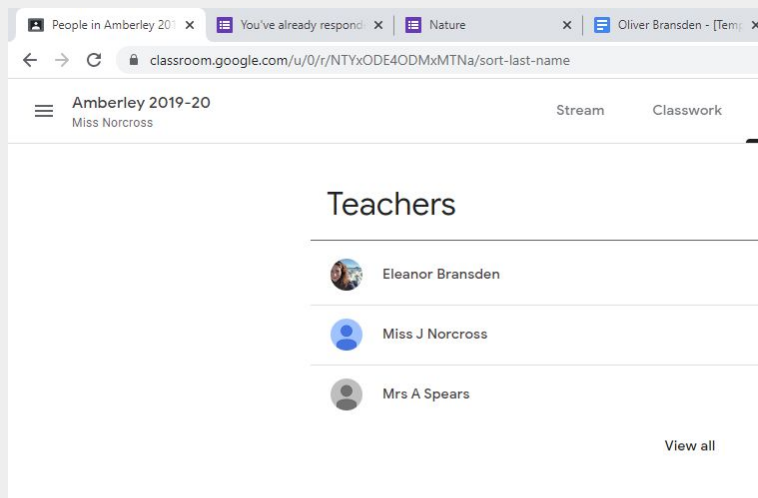 People in Amberley 20
You've already respond
Nature
Oliver Bransden - [Tem
classroom.google.com/u/0/r/NTYxODE4ODMxMTNa/sort-last-name
Amberley 2019-20
Miss Norcross
Stream
Classwork
Teachers
Eleanor Bransden
Miss J Norcross
Mrs A Spears
View all